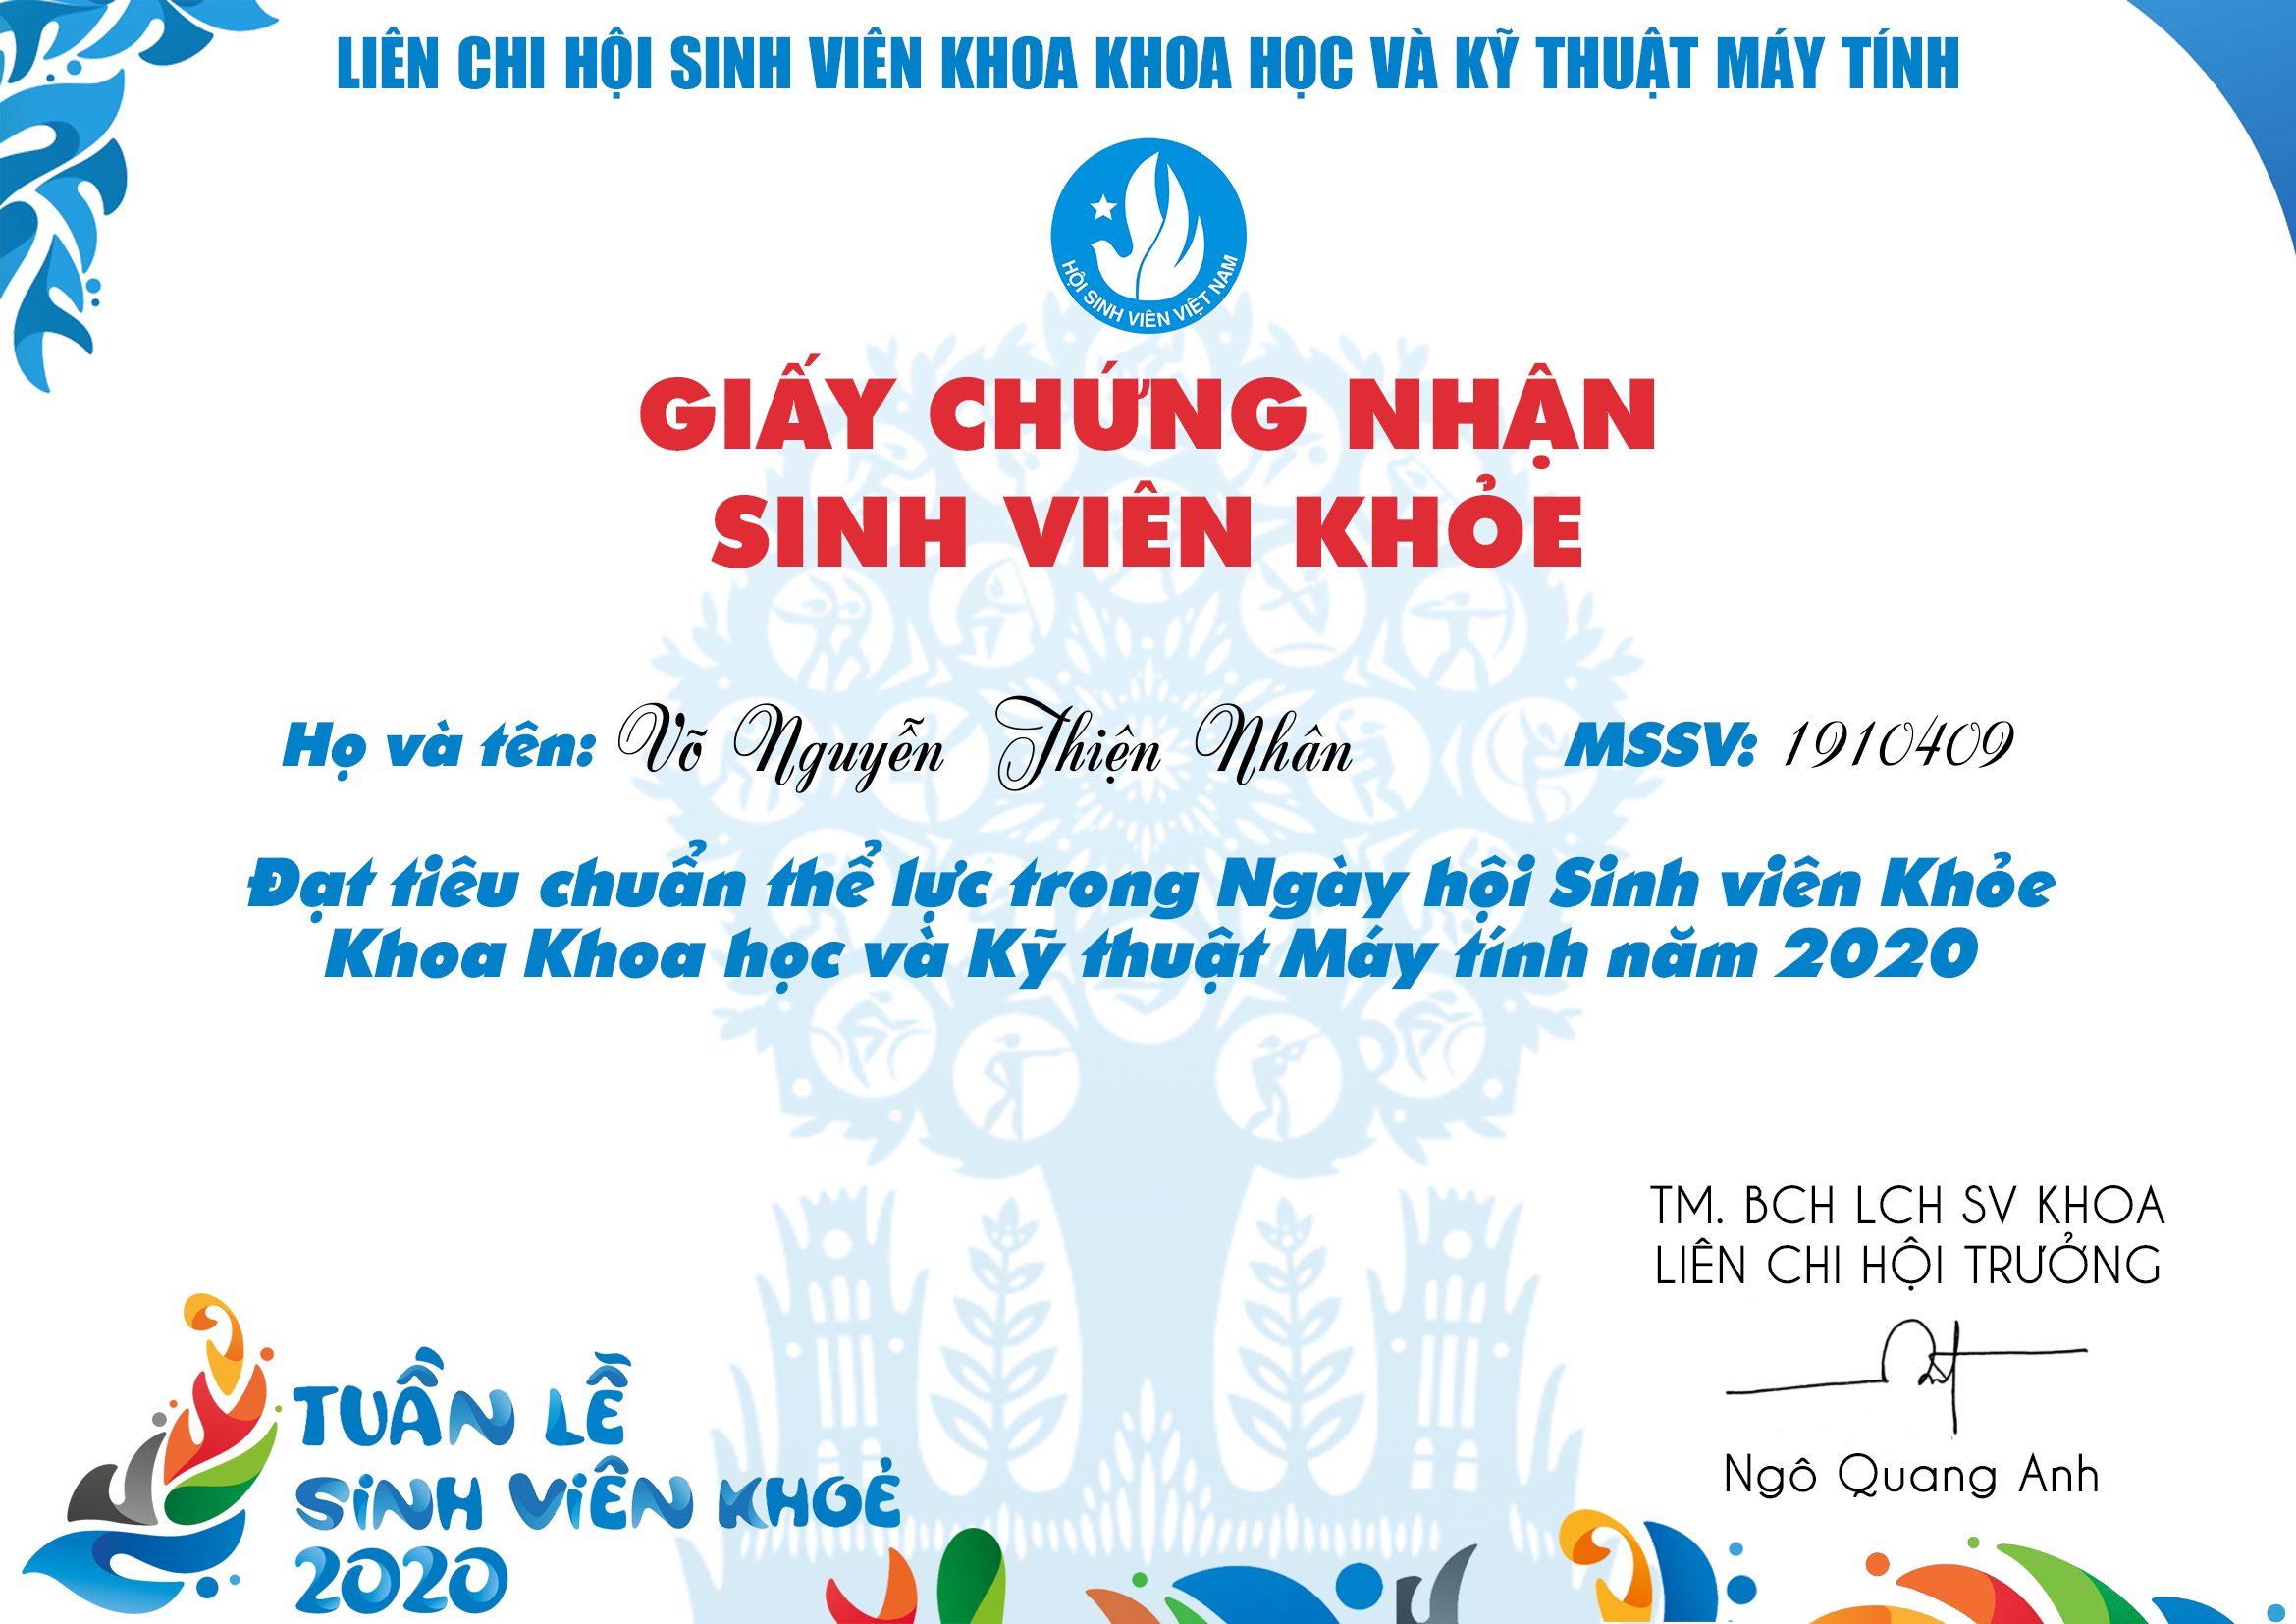 LIÊN CHI HỘI SINH VIÊN KHOA KHOA HỌC VÀ KỸ THUẬT MÁY TÍNH
HỘI SINH VIÊN VIỆT NAM
GIẤY CHỨNG NHẬN
SINH VIÊN KHỎE
Họ và tên: Võ Nguyễn Thiện Nhân MSSV: 1910409
Đạt tiêu chuẩn thể lực trong Ngày hội Sinh viên Khỏe
Khoa Khoa học và Kỹ thuật Máy tính năm 2020
TM. BCH LCH SV KHOA
LIÊN CHI HỘI TRƯỞNG
Ngô Quang Anh
TUẦN LỄ
SINH VIÊN KHOẺ
2020